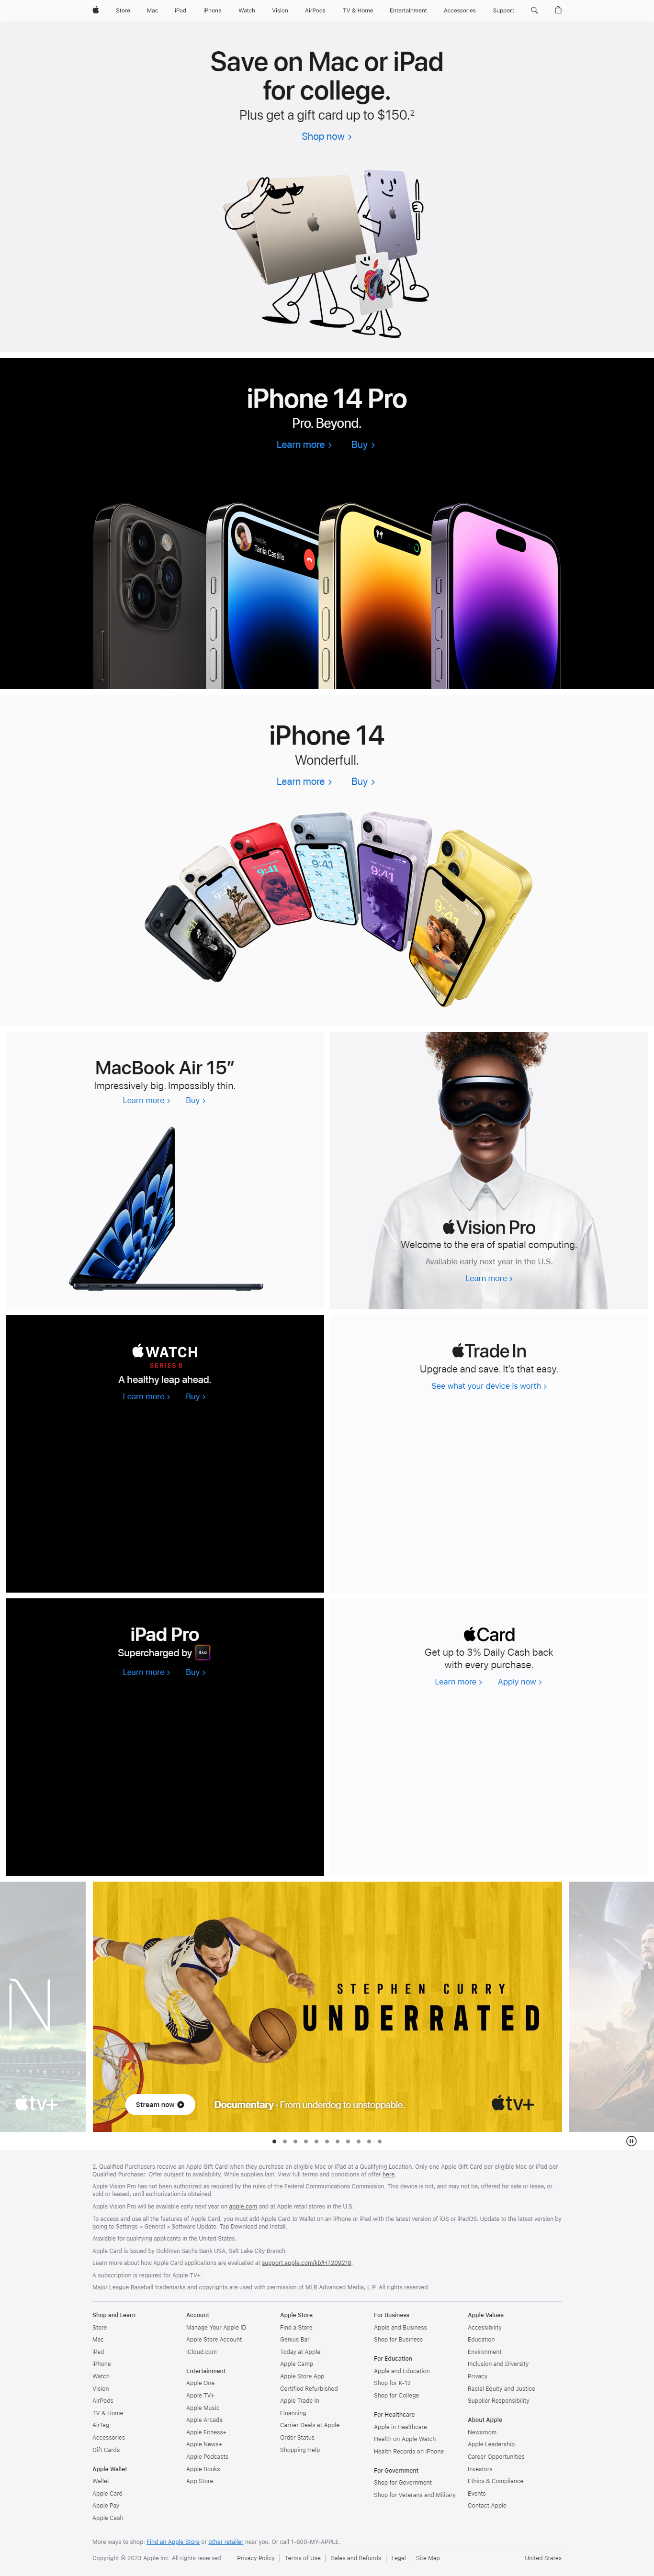 Store Mac iPad iPhone Watch Vision AirPods TV & Home Entertainment Accessories Support
Save on Mac or iPad
for college.
Plus get a gift card up to $150.2
Shop now >
iPhone 14 Pro
Pro. Beyond.
Learn more > Buy >
mobile
Tania Castillo
iPhone 14
Wonderfull.
Learn more > Buy >
9:41
9:41
9:41
9:41
9:41
9:41
MacBook Air 15”
Impressively big. Impossibly thin.
Learn more > Buy >
Vision Pro
Welcome to the era of spatial computing.
Available early next year in the U.S.
Learn more >
WATCH
SERIES 8
A healthy leap ahead.
Learn more > Buy >
Trade In
Upgrade and save. It’s that easy.
See what your device is worth >
iPad Pro
Supercharged by M2
Learn more > Buy >
Card
Get up to 3% Daily Cash back
with every purchase.
Learn more > Apply now >
N
tv+
STEPHEN CURRY
UNDERRATED
Stream now
Documentary · From underdog to unstoppable.
tv+
2. Qualified Purchasers receive an Apple Gift Card when they purchase an eligible Mac or iPad at a Qualifying Location. Only one Apple Gift Card per eligible Mac or iPad per
Qualified Purchaser. Offer subject to availability. While supplies last. View full terms and conditions of offer here.
Apple Vision Pro has not been authorized as required by the rules of the Federal Communications Commission. This device is not, and may not be, offered for sale or lease, or
sold or leased, until authorization is obtained.
Apple Vision Pro will be available early next year on apple.com and at Apple retail stores in the U.S.
To access and use all the features of Apple Card, you must add Apple Card to Wallet on an iPhone or iPad with the latest version of iOS or iPadOS. Update to the latest version by
going to Settings > General > Software Update. Tap Download and Install.
Available for qualifying applicants in the United States.
Apple Card is issued by Goldman Sachs Bank USA, Salt Lake City Branch.
Learn more about how Apple Card applications are evaluated at support.apple.com/kb/HT209218.
A subscription is required for Apple TV+.
Major League Baseball trademarks and copyrights are used with permission of MLB Advanced Media, L.P. All rights reserved.
Shop and Learn
Store
Mac
iPad
iPhone
Watch
Vision
AirPods
TV & Home
AirTag
Accessories
Gift Cards
Apple Wallet
Wallet
Apple Card
Apple Pay
Apple Cash
Account
Manage Your Apple ID
Apple Store Account
iCloud.com
Entertainment
Apple One
Apple TV+
Apple Music
Apple Arcade
Apple Fitness+
Apple News+
Apple Podcasts
Apple Books
App Store
Apple Store
Find a Store
Genius Bar
Today at Apple
Apple Camp
Apple Store App
Certified Refurbished
Apple Trade In
Financing
Carrier Deals at Apple
Order Status
Shopping Help
For Business
Apple and Business
Shop for Business
For Education
Apple and Education
Shop for K-12
Shop for College
For Healthcare
Apple in Healthcare
Health on Apple Watch
Health Records on iPhone
For Government
Shop for Government
Shop for Veterans and Military
Apple Values
Accessibility
Education
Environment
Inclusion and Diversity
Privacy
Racial Equity and Justice
Supplier Responsibility
About Apple
Newsroom
Apple Leadership
Career Opportunities
Investors
Ethics & Compliance
Events
Contact Apple
More ways to shop: Find an Apple Store or other retailer near you. Or call 1-800-MY-APPLE.
Copyright © 2023 Apple Inc. All rights reserved. Privacy Policy | Terms of Use | Sales and Refunds | Legal | Site Map United States